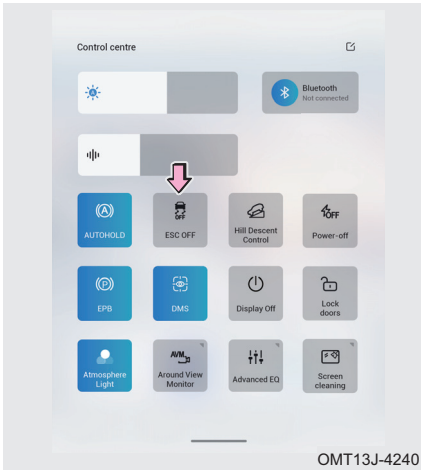 Control centre
Bluetooth
Not connected
AUTOHOLD
OFF
ESC OFF
Hill Descent
Control
OFF
Power-off
EPB
DMS
Display Off
Lock
doors
Atmosphere
Light
AVM
Around View
Monitor
Advanced EQ
Screen
cleaning
OMT13J-4240